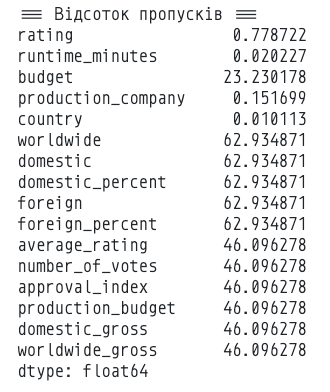 === Відсоток пропусків ===
rating 0.778722
runtime_minutes 0.020227
budget 23.230178
production_company 0.151699
country 0.010113
worldwide 62.934871
domestic 62.934871
domestic_percent 62.934871
foreign 62.934871
foreign_percent 62.934871
average_rating 46.096278
number_of_votes 46.096278
approval_index 46.096278
production_budget 46.096278
domestic_gross 46.096278
worldwide_gross 46.096278
dtype: float64